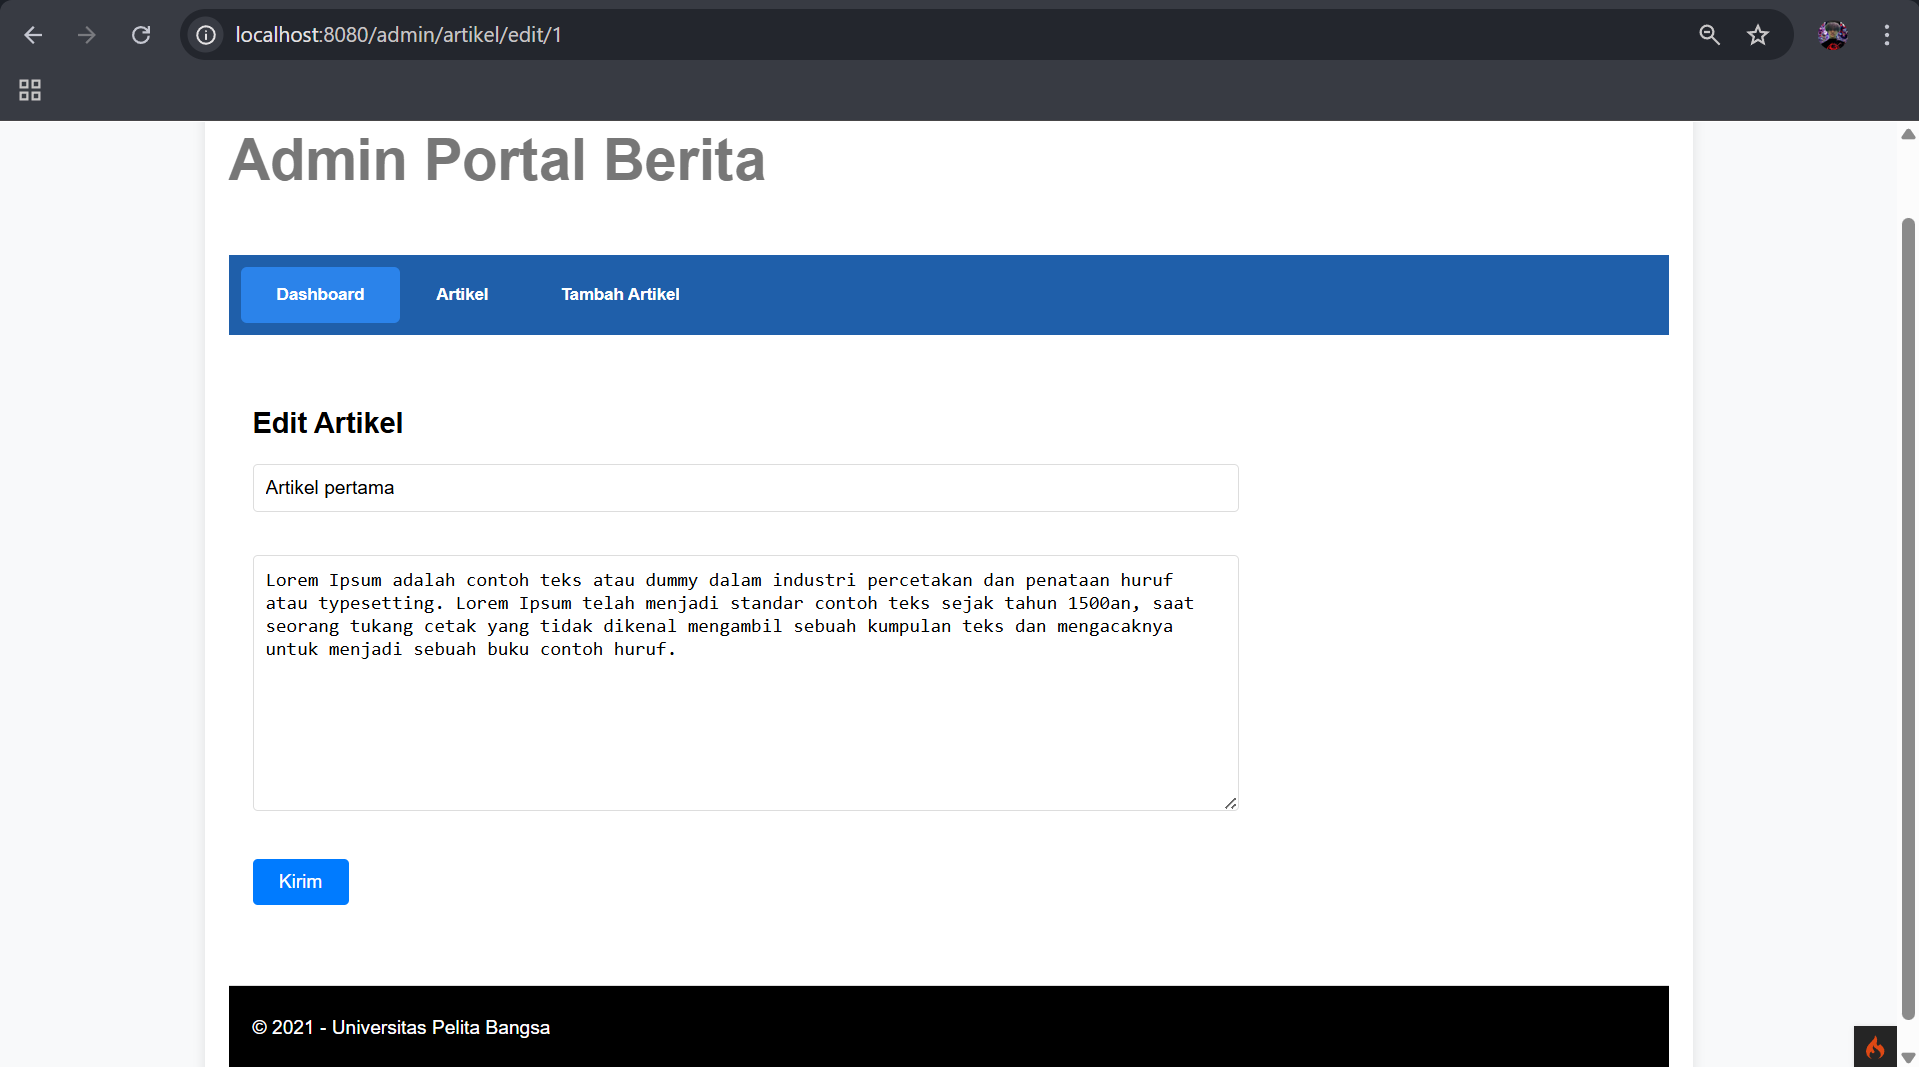 localhost:8080/admin/artikel/edit/1
Admin Portal Berita
Dashboard Artikel Tambah Artikel
Edit Artikel
Artikel pertama
Lorem Ipsum adalah contoh teks atau dummy dalam industri percetakan dan penataan huruf
atau typesetting. Lorem Ipsum telah menjadi standar contoh teks sejak tahun 1500an, saat
seorang tukang cetak yang tidak dikenal mengambil sebuah kumpulan teks dan mengacaknya
untuk menjadi sebuah buku contoh huruf.
Kirim
© 2021 - Universitas Pelita Bangsa